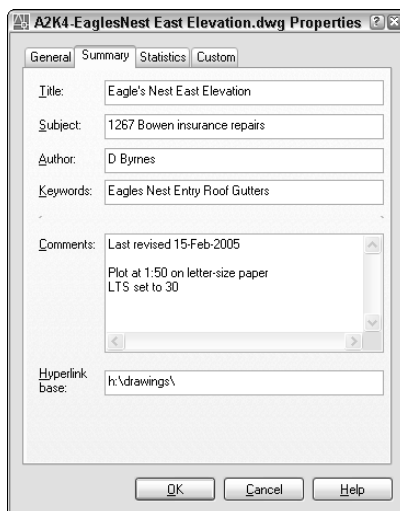 A2K4-EaglesNest East Elevation.dwg Properties
General Summary Statistics Custom
Title: Eagle's Nest East Elevation
Subject: 1267 Bowen insurance repairs
Author: D Byrnes
Keywords: Eagles Nest Entry Roof Gutters
Comments: Last revised 15-Feb-2005
Plot at 1:50 on letter-size paper
LTS set to 30
Hyperlink base: h:\drawings\
OK Cancel Help